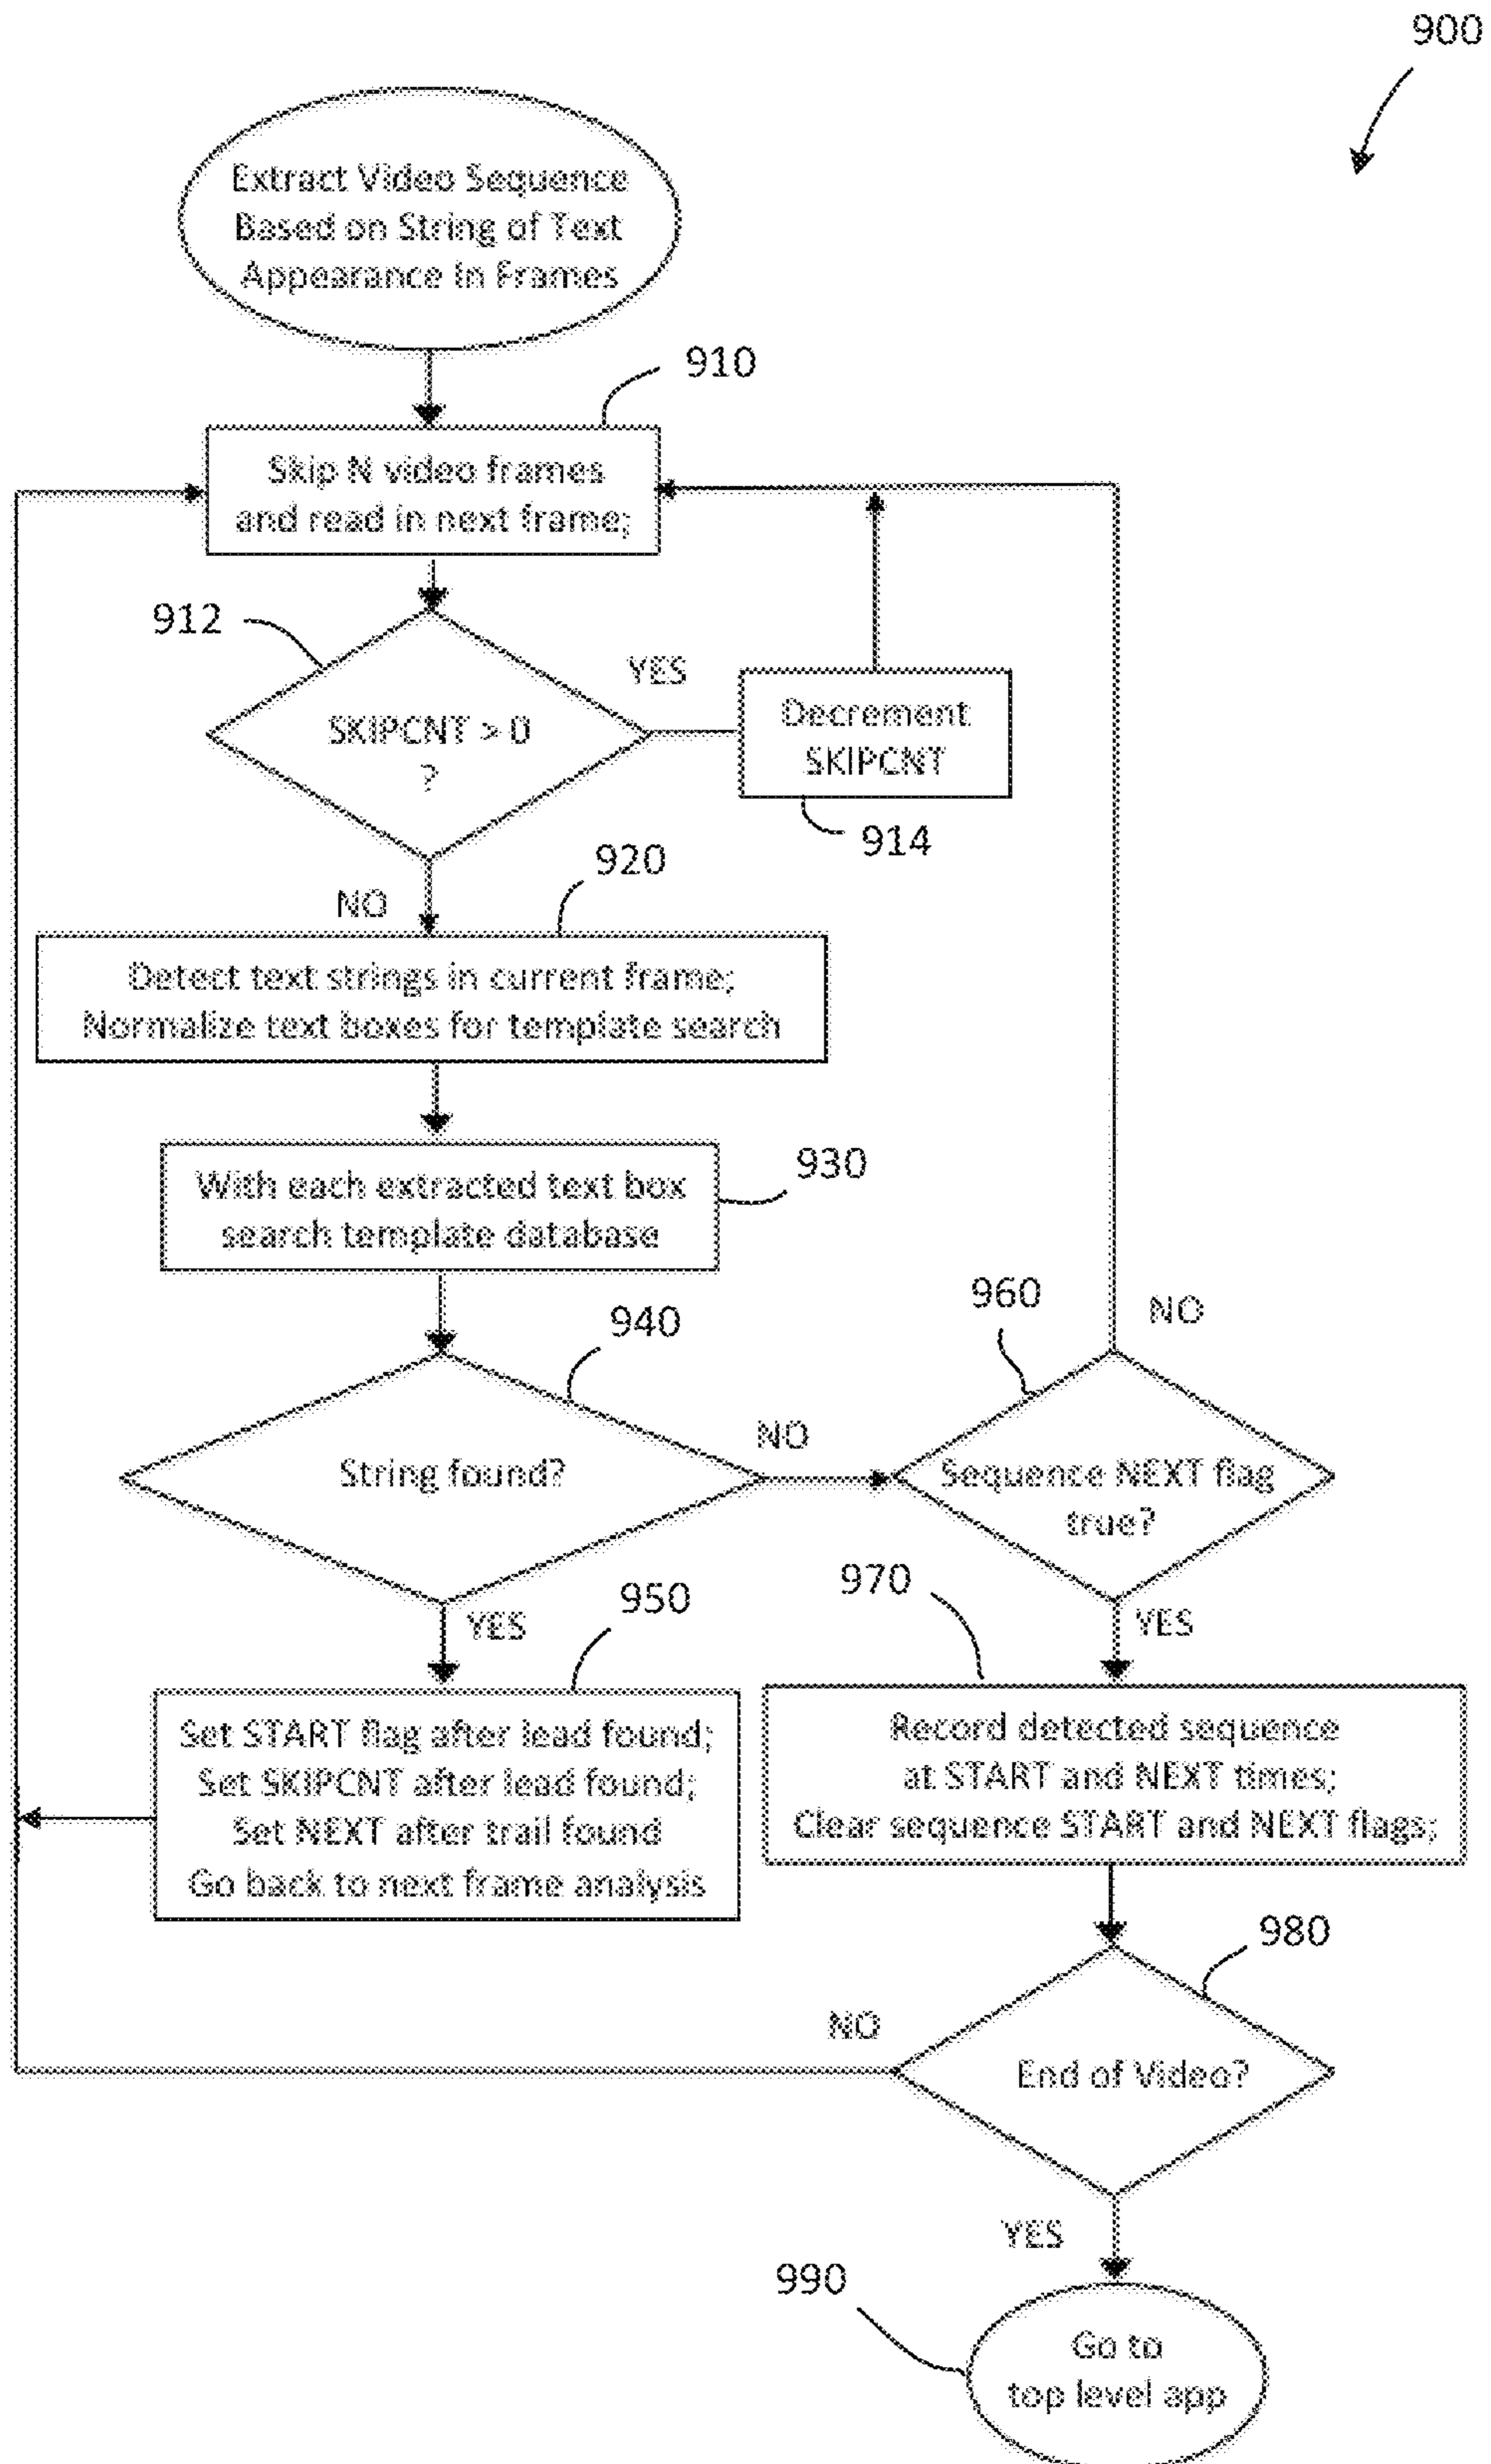 900
Extract Video Sequence
Based on String of Text
Appearance in Frames
910
Skip N video frames
and read in next frame;
912
YES
SKIPCNT > 0
?
Decrement
SKIPCNT
914
NO
920
Detect text strings in current frame;
Normalize text boxes for template search
930
With each extracted text box
search template database
940
String found?
NO
960
NO
Sequence NEXT flag
true?
YES
950
Set START flag after lead found;
Set SKIPCNT after lead found;
Set NEXT after trail found
Go back to next frame analysis
970
YES
Record detected sequence
at START and NEXT times;
Clear sequence START and NEXT flags;
980
NO
End of Video?
YES
990
Go to
top level app